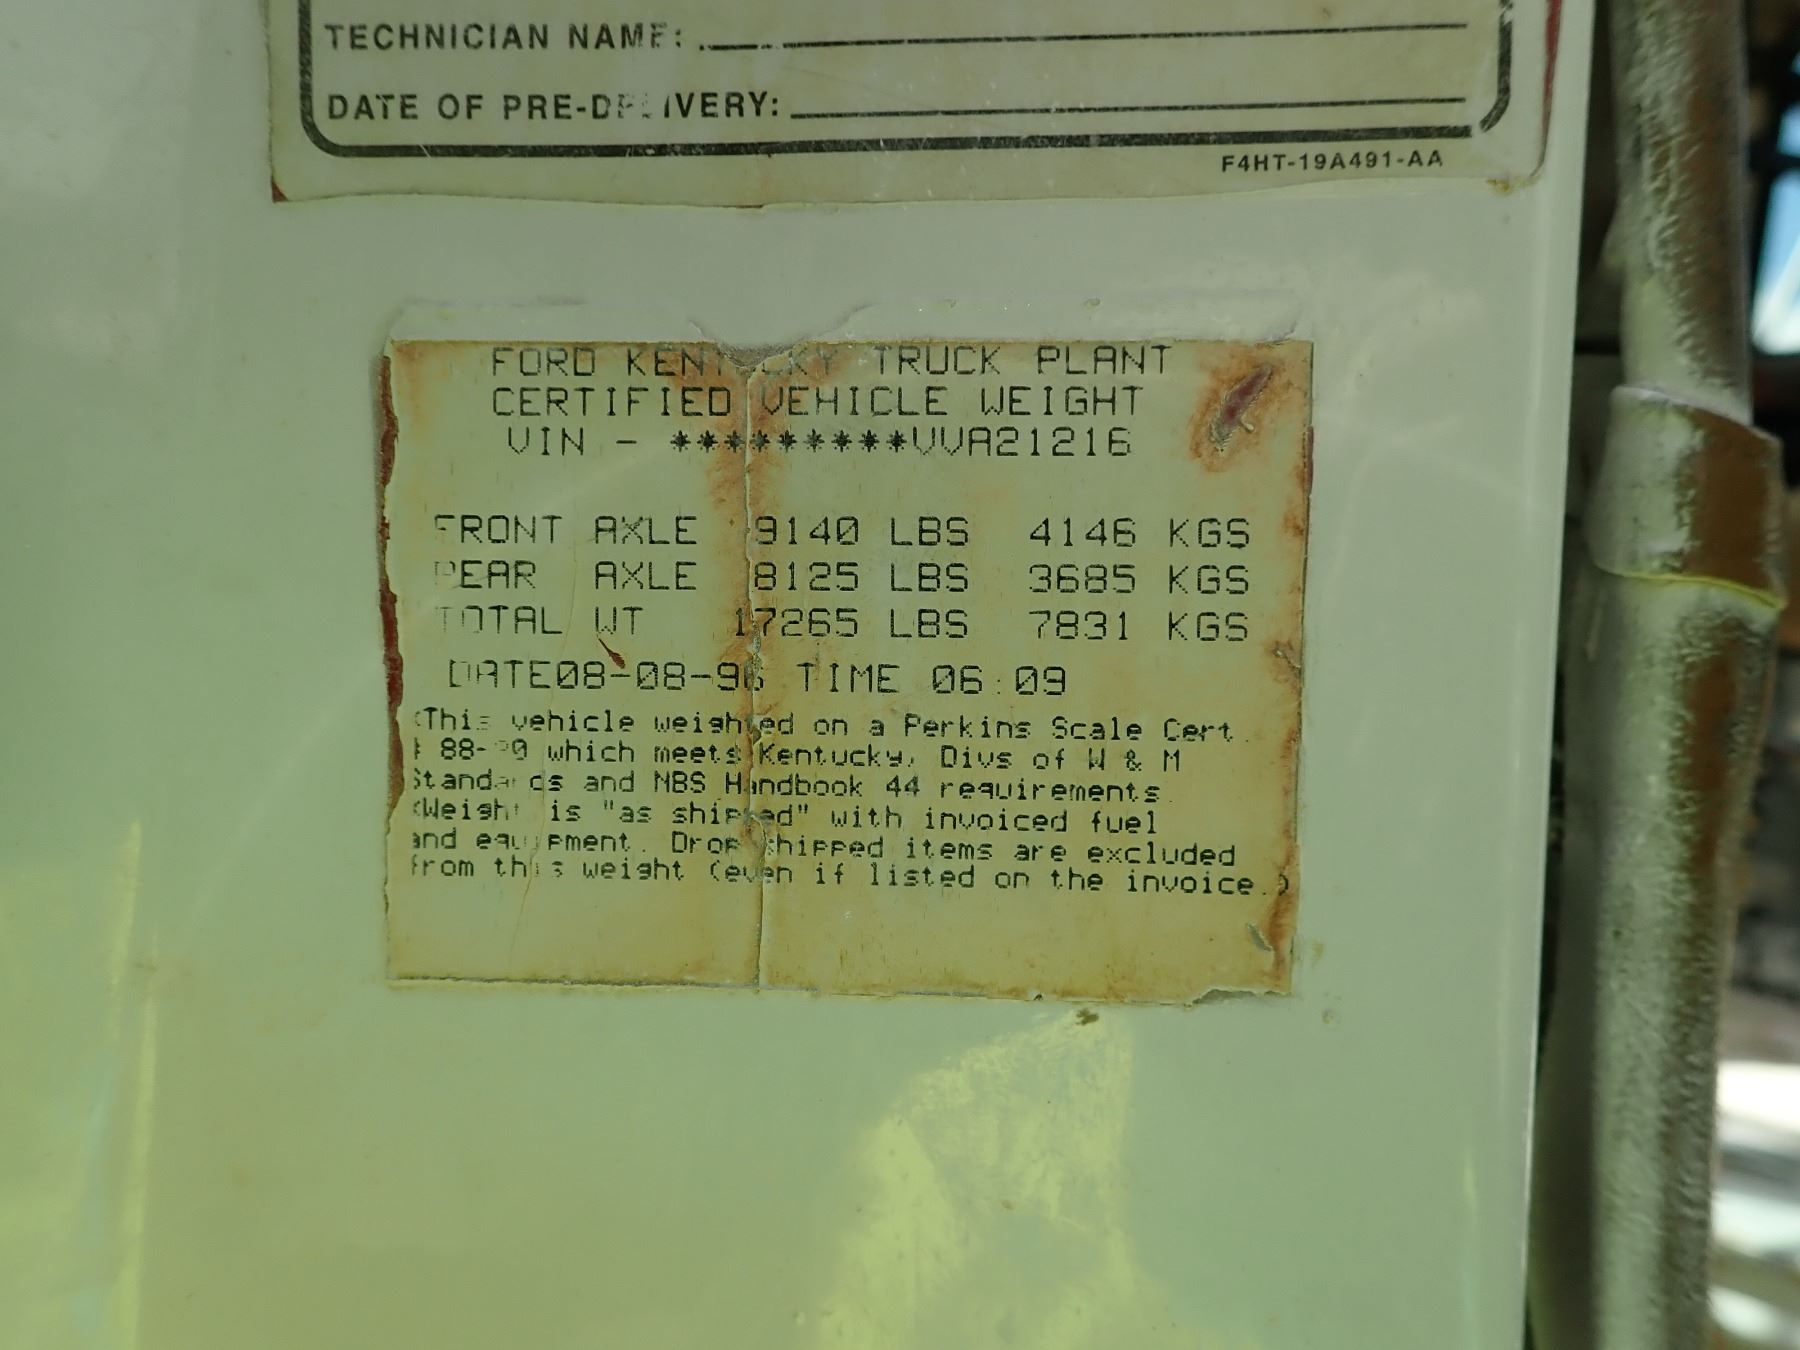 TECHNICIAN NAME:
DATE OF PRE-DELIVERY:
F4HT-19A491-AA
FORD KENTUCKY TRUCK PLANT
CERTIFIED VEHICLE WEIGHT
VIN - *********VVA21216
FRONT AXLE 9140 LBS 4146 KGS
REAR AXLE 8125 LBS 3685 KGS
TOTAL WT 17265 LBS 7831 KGS
DATE08-08-96 TIME 06:09
(This vehicle weighted on a Perkins Scale Cert.
which meets Kentucky, Divs of W & M
Standards and NBS Handbook 44 requirements.
(Weight is "as shipped" with invoiced fuel
and equipment. Drop shipped items are excluded
from this weight (even if listed on the invoice.)